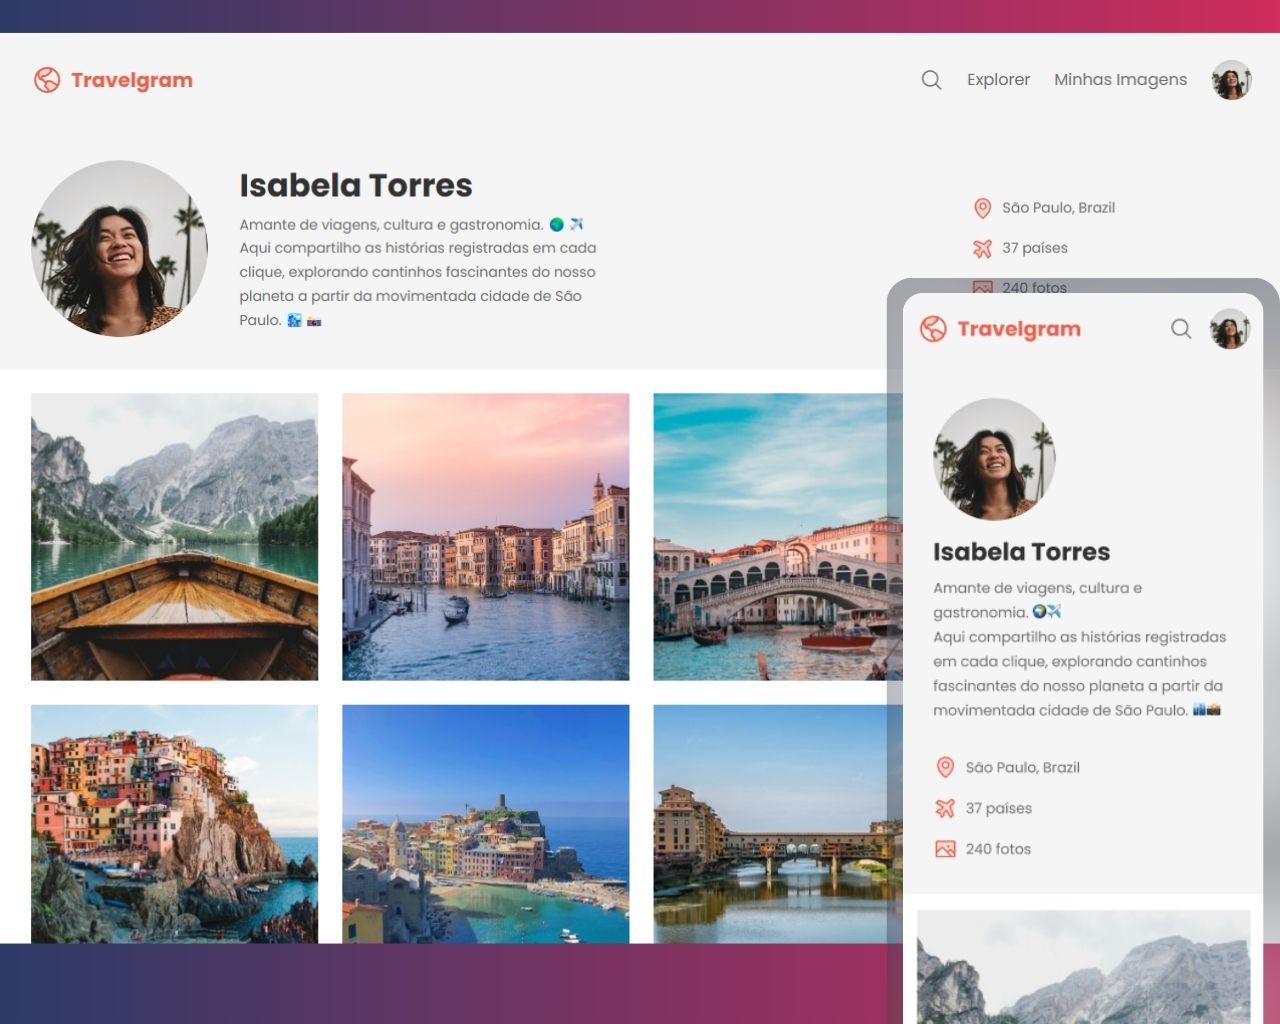 Travelgram
Explorer
Minhas Imagens
Isabela Torres
Amante de viagens, cultura e gastronomia. 🌍 ✈️
Aqui compartilho as histórias registradas em cada
clique, explorando cantinhos fascinantes do nosso
planeta a partir da movimentada cidade de São
Paulo. 🏙️ 📸
São Paulo, Brazil
37 países
240 fotos
Travelgram
Isabela Torres
Amante de viagens, cultura e
gastronomia. 🌍✈️
Aqui compartilho as histórias registradas
em cada clique, explorando cantinhos
fascinantes do nosso planeta a partir da
movimentada cidade de São Paulo. 🏙️📸
São Paulo, Brazil
37 países
240 fotos